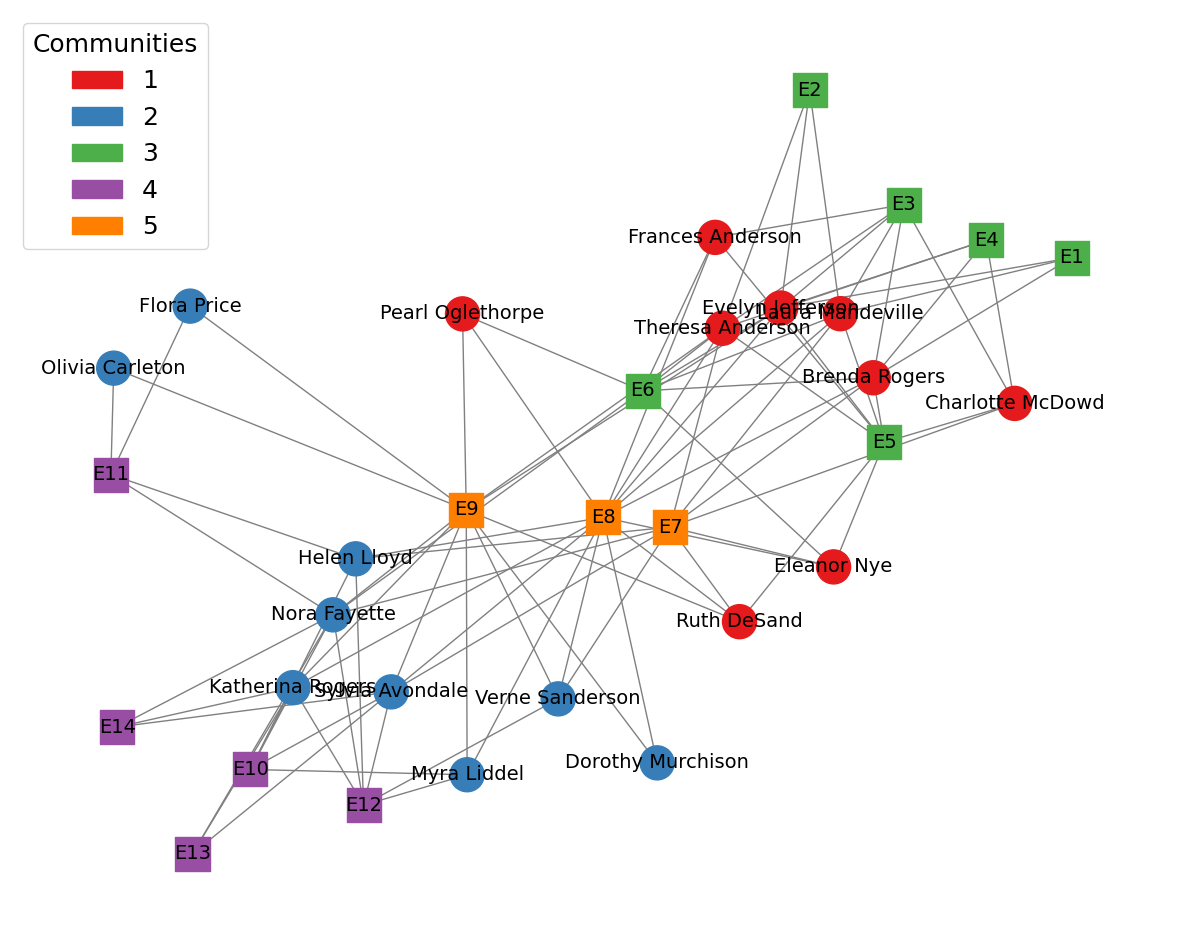 Communities
1
2
3
4
5
E2
E3
Frances Anderson
E4
E1
Flora Price
Pearl Oglethorpe
Evelyn Jefferson
Laura Mandeville
Theresa Anderson
Olivia Carleton
Brenda Rogers
E6
Charlotte McDowd
E5
E11
E9
E8
E7
Helen Lloyd
Eleanor Nye
Nora Fayette
Ruth DeSand
Katherina Rogers
Sylvia Avondale
Verne Sanderson
E14
Dorothy Murchison
E10
Myra Liddel
E12
E13